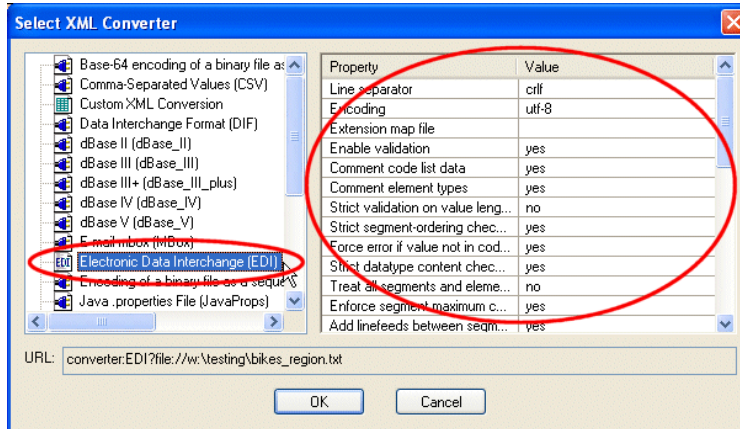 Select XML Converter
Base-64 encoding of a binary file as
Comma-Separated Values (CSV)
Custom XML Conversion
Data Interchange Format (DIF)
dBase II (dBase_II)
dBase III (dBase_III)
dBase III+ (dBase_III_plus)
dBase IV (dBase_IV)
dBase V (dBase_V)
E-mail mbox (MBox)
Electronic Data Interchange (EDI)
Encoding of a binary file as a seque
Java .properties File (JavaProps)
Property Value
Line separator crlf
Encoding utf-8
Extension map file
Enable validation yes
Comment code list data yes
Comment element types yes
Strict validation on value leng... no
Strict segment-ordering chec... yes
Force error if value not in cod... yes
Strict datatype content chec... yes
Treat all segments and eleme... no
Enforce segment maximum c... yes
Add linefeeds between segm... yes
URL: converter:EDI?file://w:\testing\bikes_region.txt
OK Cancel